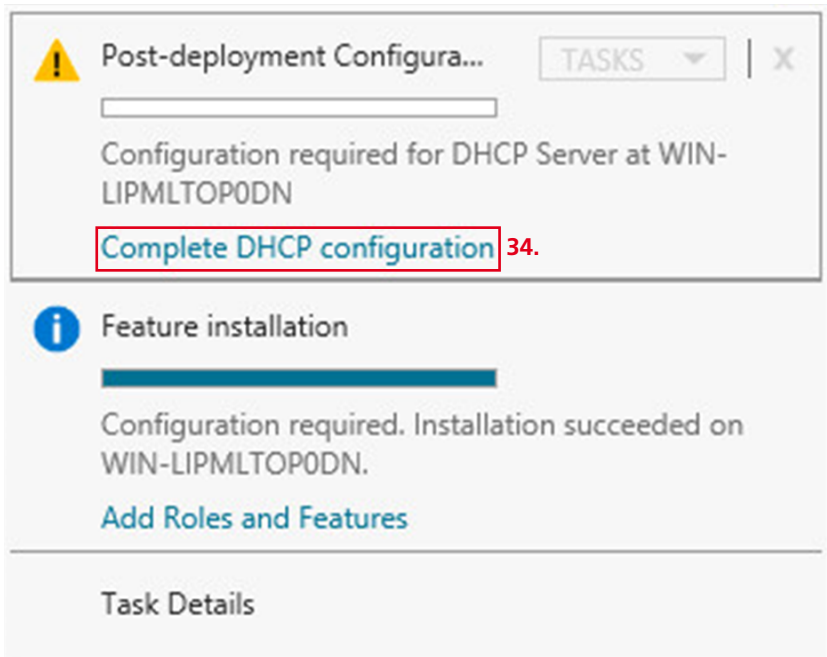 Post-deployment Configura...
TASKS
X
Configuration required for DHCP Server at WIN-
LIPMLTOP0DN
Complete DHCP configuration 34.
Feature installation
Configuration required. Installation succeeded on
WIN-LIPMLTOP0DN.
Add Roles and Features
Task Details